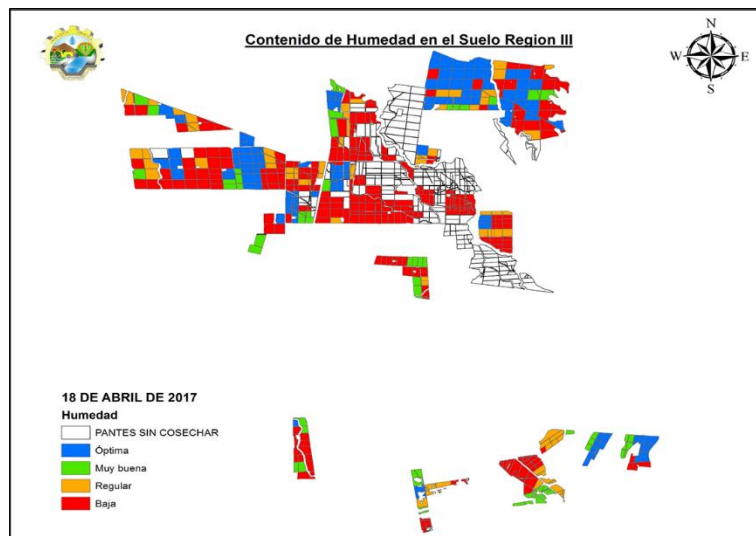 Contenido de Humedad en el Suelo Region III
N
W E
S
18 DE ABRIL DE 2017
Humedad
PANTES SIN COSECHAR
Óptima
Muy buena
Regular
Baja